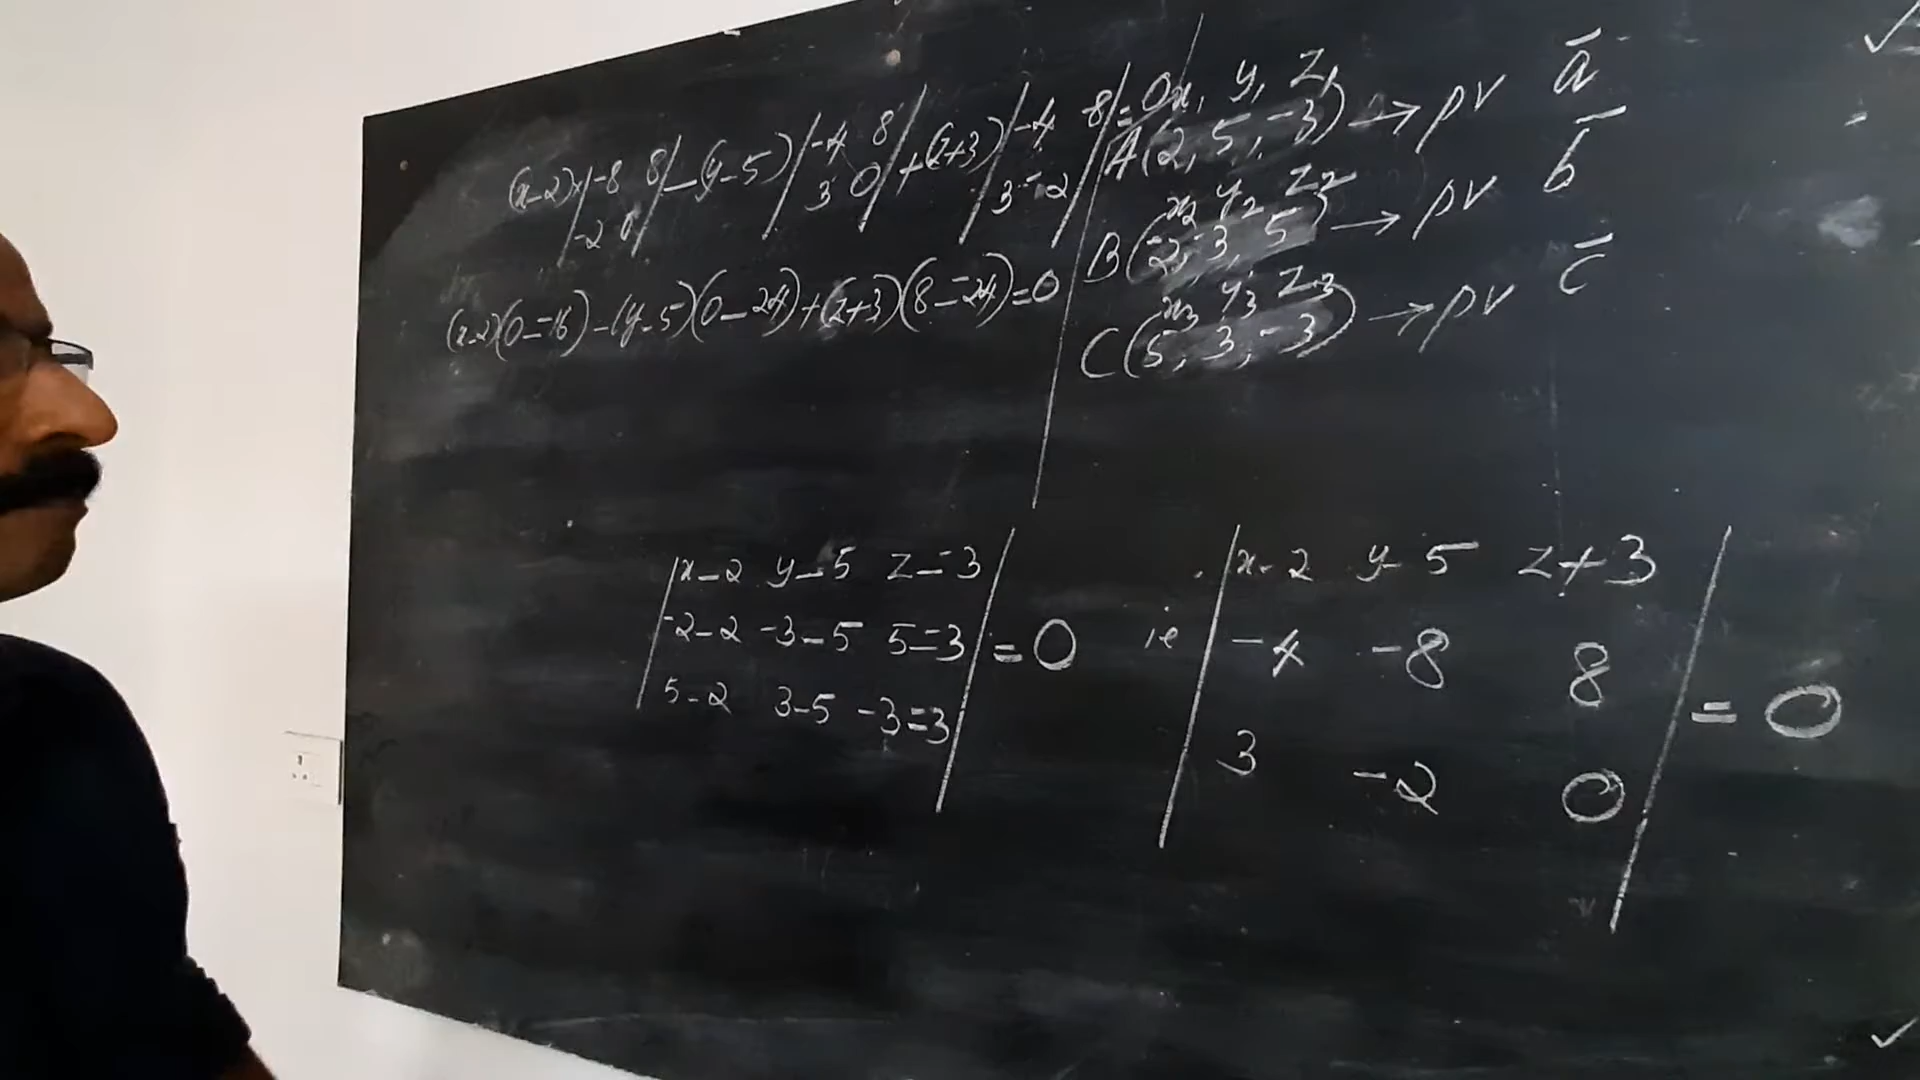 (x-2) |-8 8| - (y-5) |-4 8| + (z+3) |-4 -8| = 0
|-2 0| |3 0| |3 -2|
(x-2)(0--16) - (y-5)(0-24) + (z+3)(8--24) = 0
x₁ y₁ z₁
A(2, 5, -3) → pv a̅
x₂ y₂ z₂
B(-2, -3, 5) → pv b̅
x₃ y₃ z₃
C(5, 3, -3) → pv c̅
|x-2 y-5 z--3|
|-2-2 -3-5 5--3| = 0
|5-2 3-5 -3--3|
ie |x-2 y-5 z+3|
|-4 -8 8| = 0
|3 -2 0|